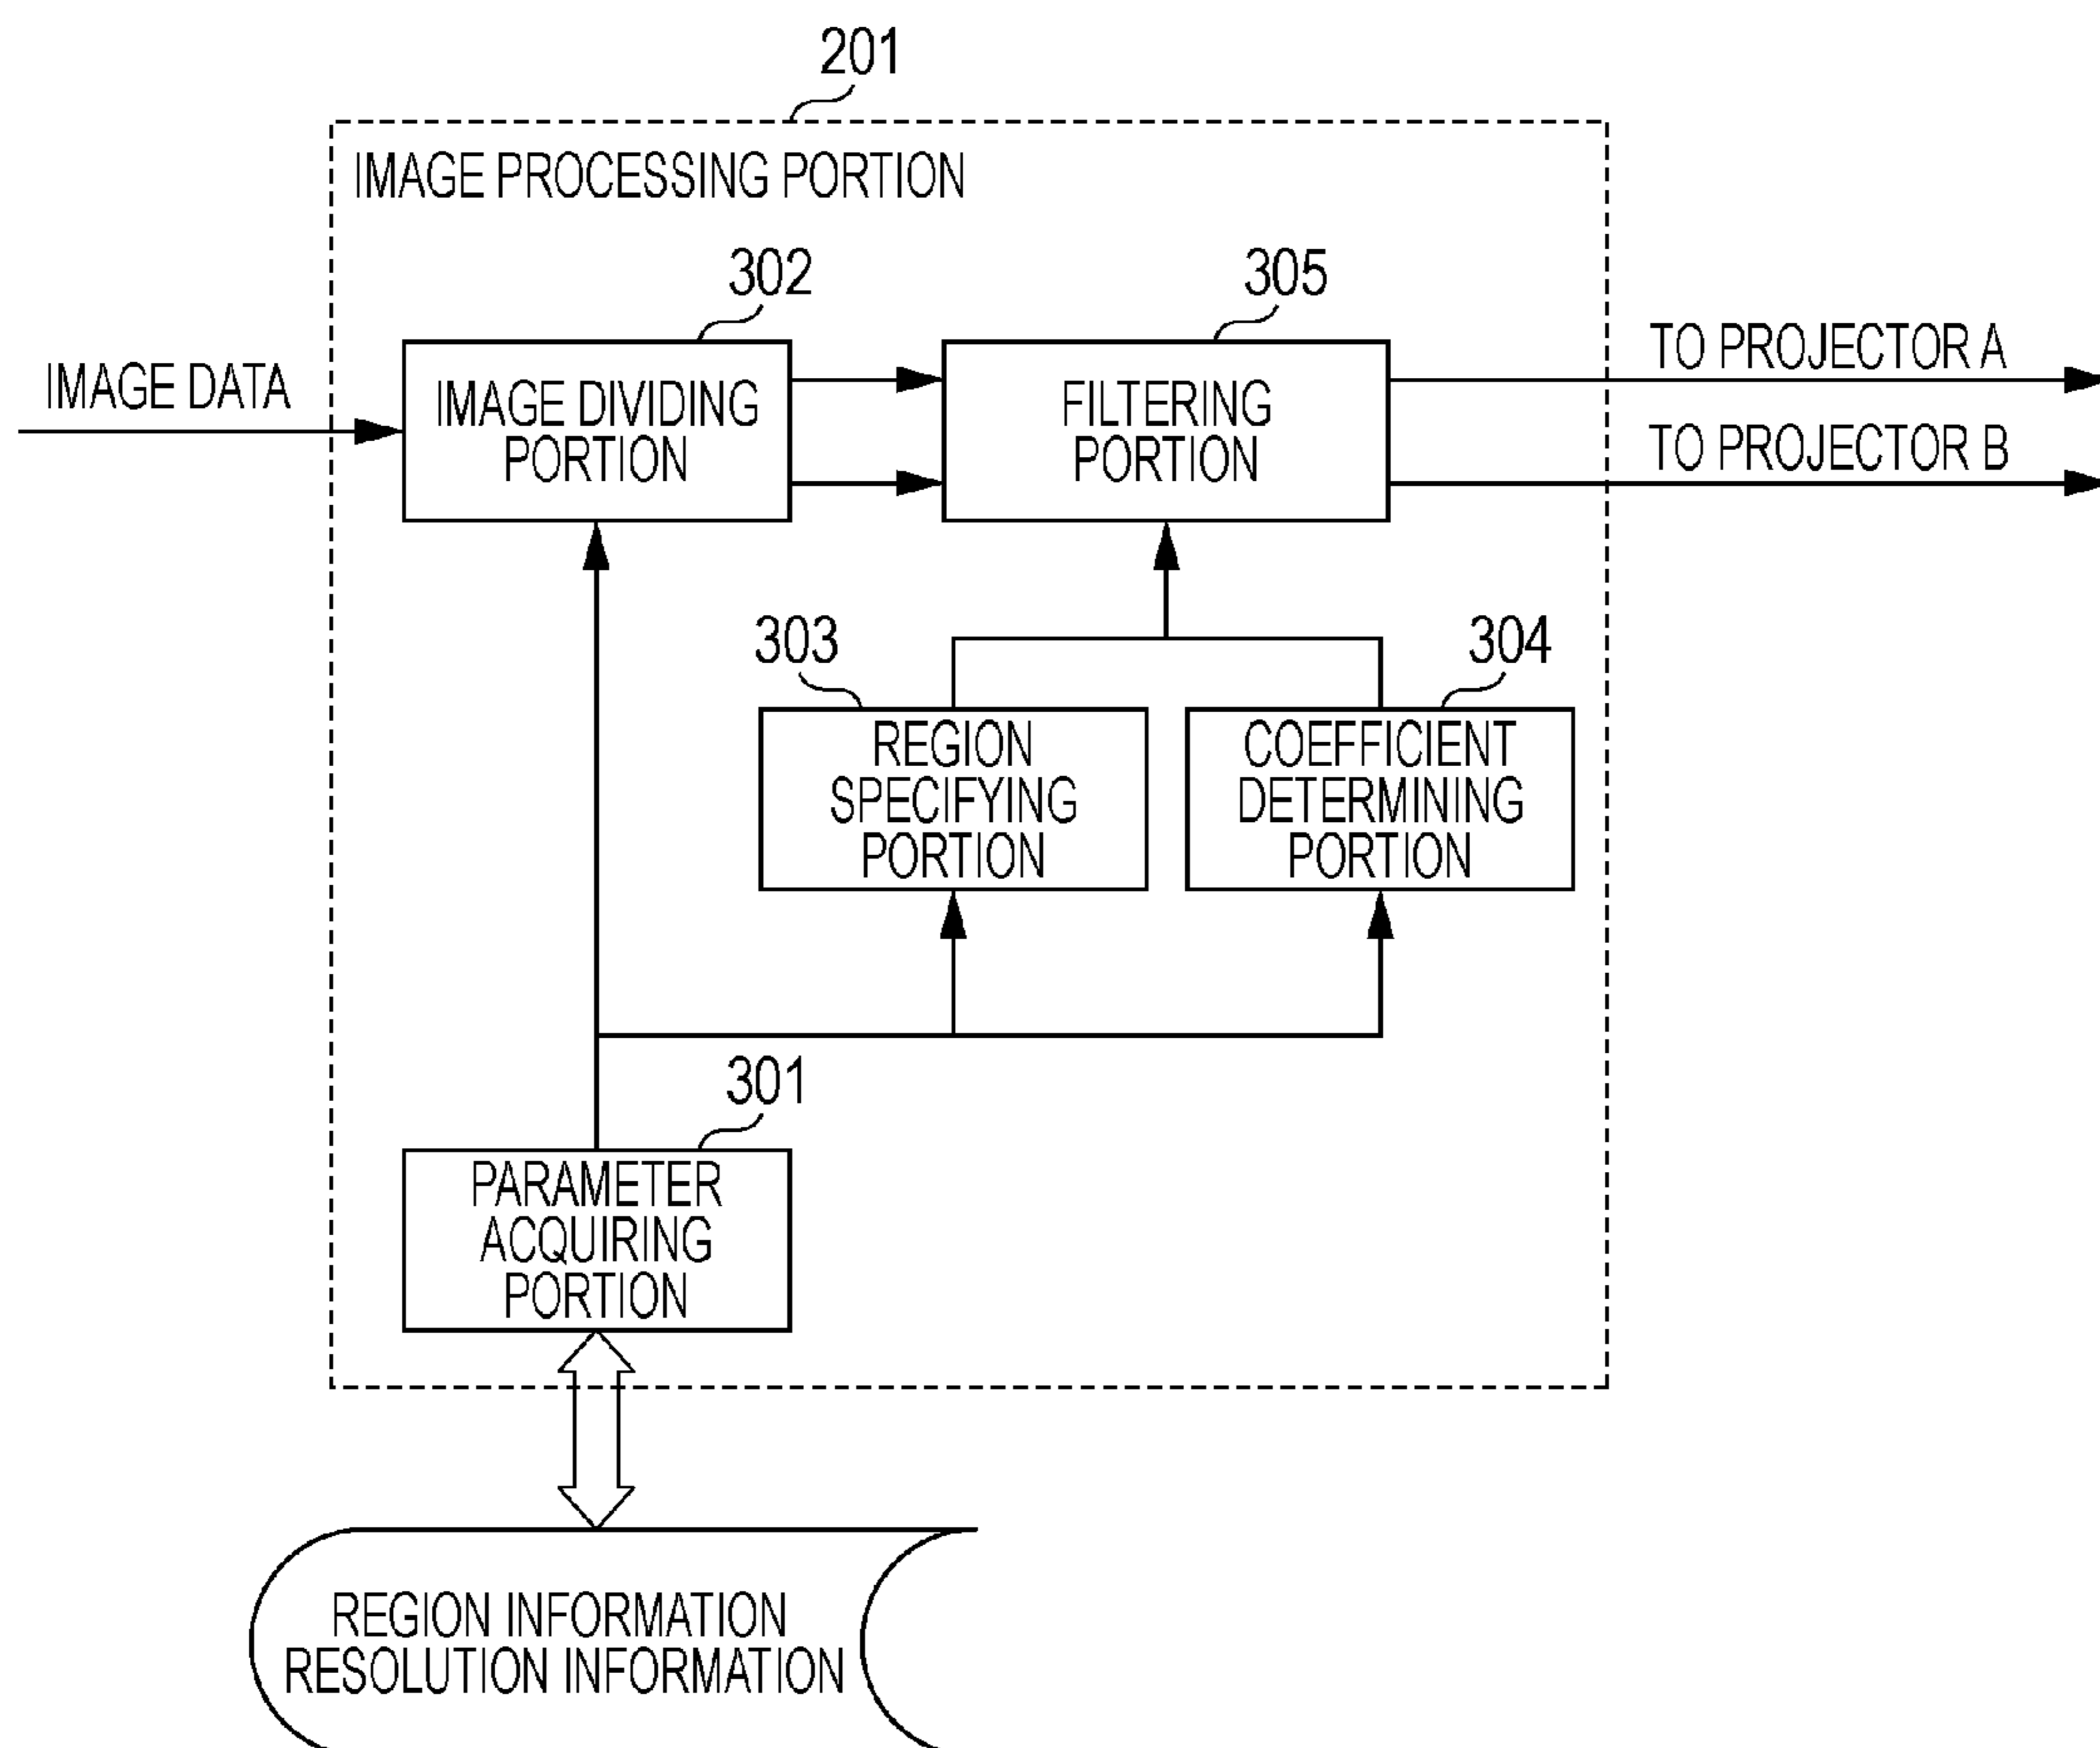 201
IMAGE PROCESSING PORTION
302
305
IMAGE DATA
IMAGE DIVIDING
PORTION
FILTERING
PORTION
TO PROJECTOR A
TO PROJECTOR B
303
304
REGION
SPECIFYING
PORTION
COEFFICIENT
DETERMINING
PORTION
301
PARAMETER
ACQUIRING
PORTION
REGION INFORMATION
RESOLUTION INFORMATION